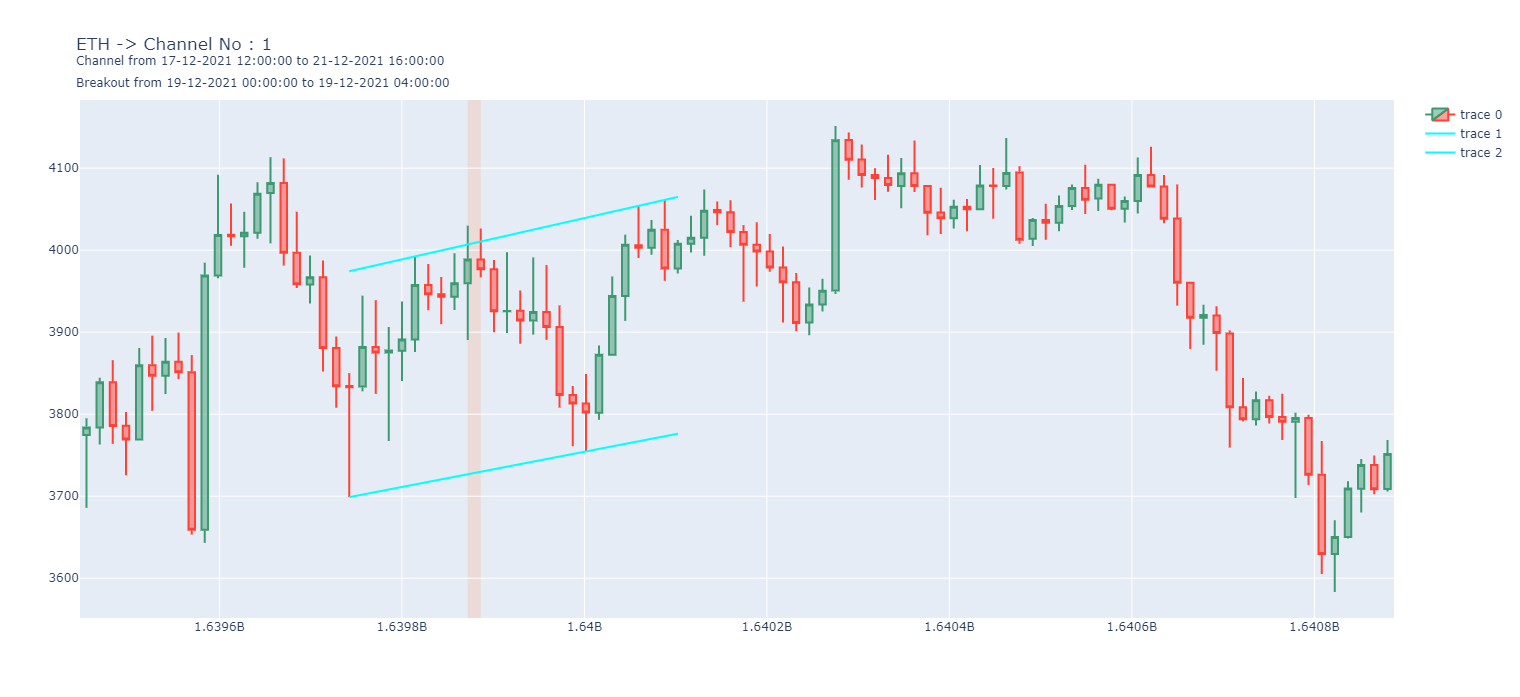 ETH -> Channel No : 1
Channel from 17-12-2021 12:00:00 to 21-12-2021 16:00:00
Breakout from 19-12-2021 00:00:00 to 19-12-2021 04:00:00
trace 0
trace 1
trace 2
4100
4000
3900
3800
3700
3600
1.6396B 1.6398B 1.64B 1.6402B 1.6404B 1.6406B 1.6408B